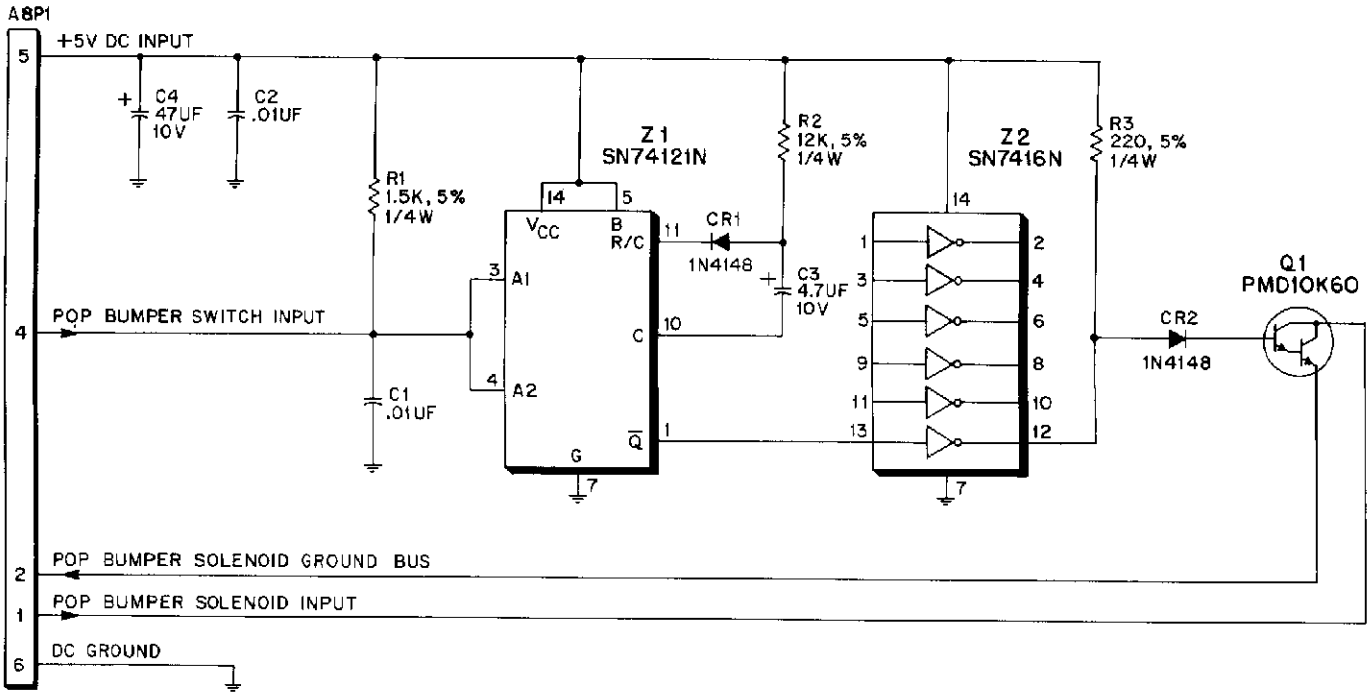 A8P1
5
+5V DC INPUT
+
C4
47UF
10V
C2
.01UF
R1
1.5K, 5%
1/4W
Z1
SN74121N
14
5
VCC
B
R/C
11
CR1
1N4148
R2
12K, 5%
1/4W
+
C3
4.7UF
10V
3
A1
4
A2
C
10
Q̅
1
G
7
Z2
SN7416N
14
1
2
3
4
5
6
9
8
11
10
13
12
7
R3
220, 5%
1/4W
CR2
1N4148
Q1
PMD10K60
4
POP BUMPER SWITCH INPUT
C1
.01UF
2
POP BUMPER SOLENOID GROUND BUS
1
POP BUMPER SOLENOID INPUT
6
DC GROUND